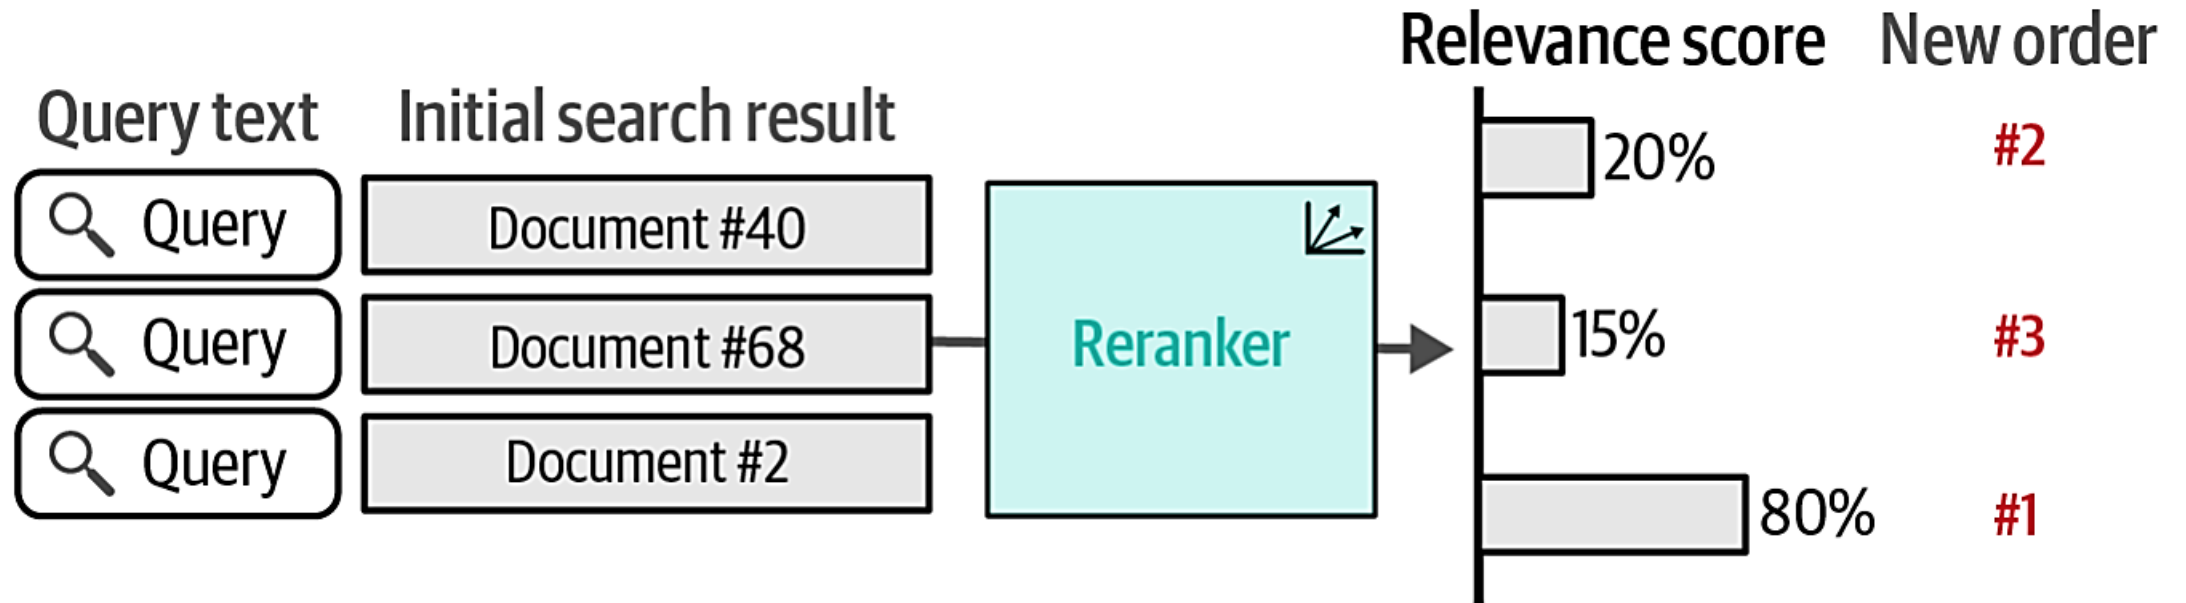 Query text
Initial search result
Relevance score
New order
Query
Document #40
20%
#2
Query
Document #68
Reranker
15%
#3
Query
Document #2
80%
#1